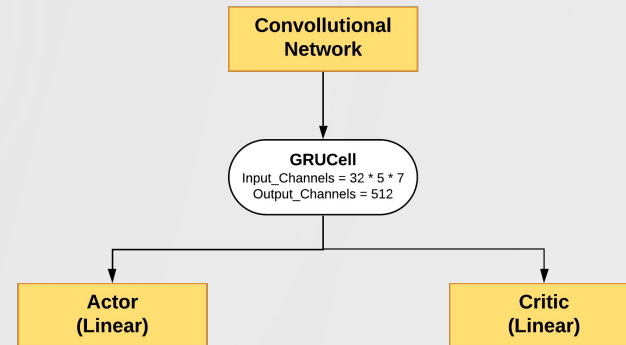 Convollutional
Network
GRUCell
Input_Channels = 32 * 5 * 7
Output_Channels = 512
Actor
(Linear)
Critic
(Linear)